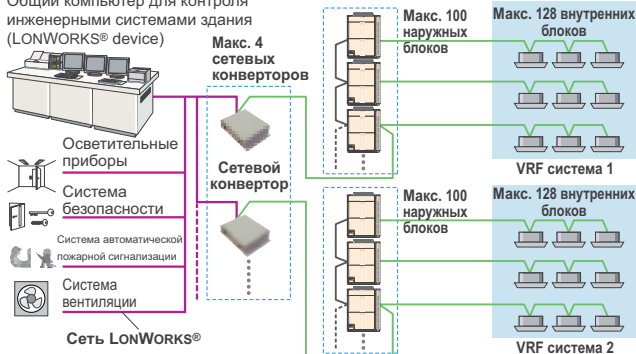 Общий компьютер для контроля
инженерными системами здания
(LONWORKS® device)
Макс. 4
сетевых
конверторов
Макс. 100
наружных
блоков
Макс. 128 внутренних
блоков
VRF система 1
Осветительные
приборы
Система
безопасности
Система автоматической
пожарной сигнализации
Система
вентиляции
Сеть LONWORKS®
Сетевой
конвертор
Макс. 100
наружных
блоков
Макс. 128 внутренних
блоков
VRF система 2